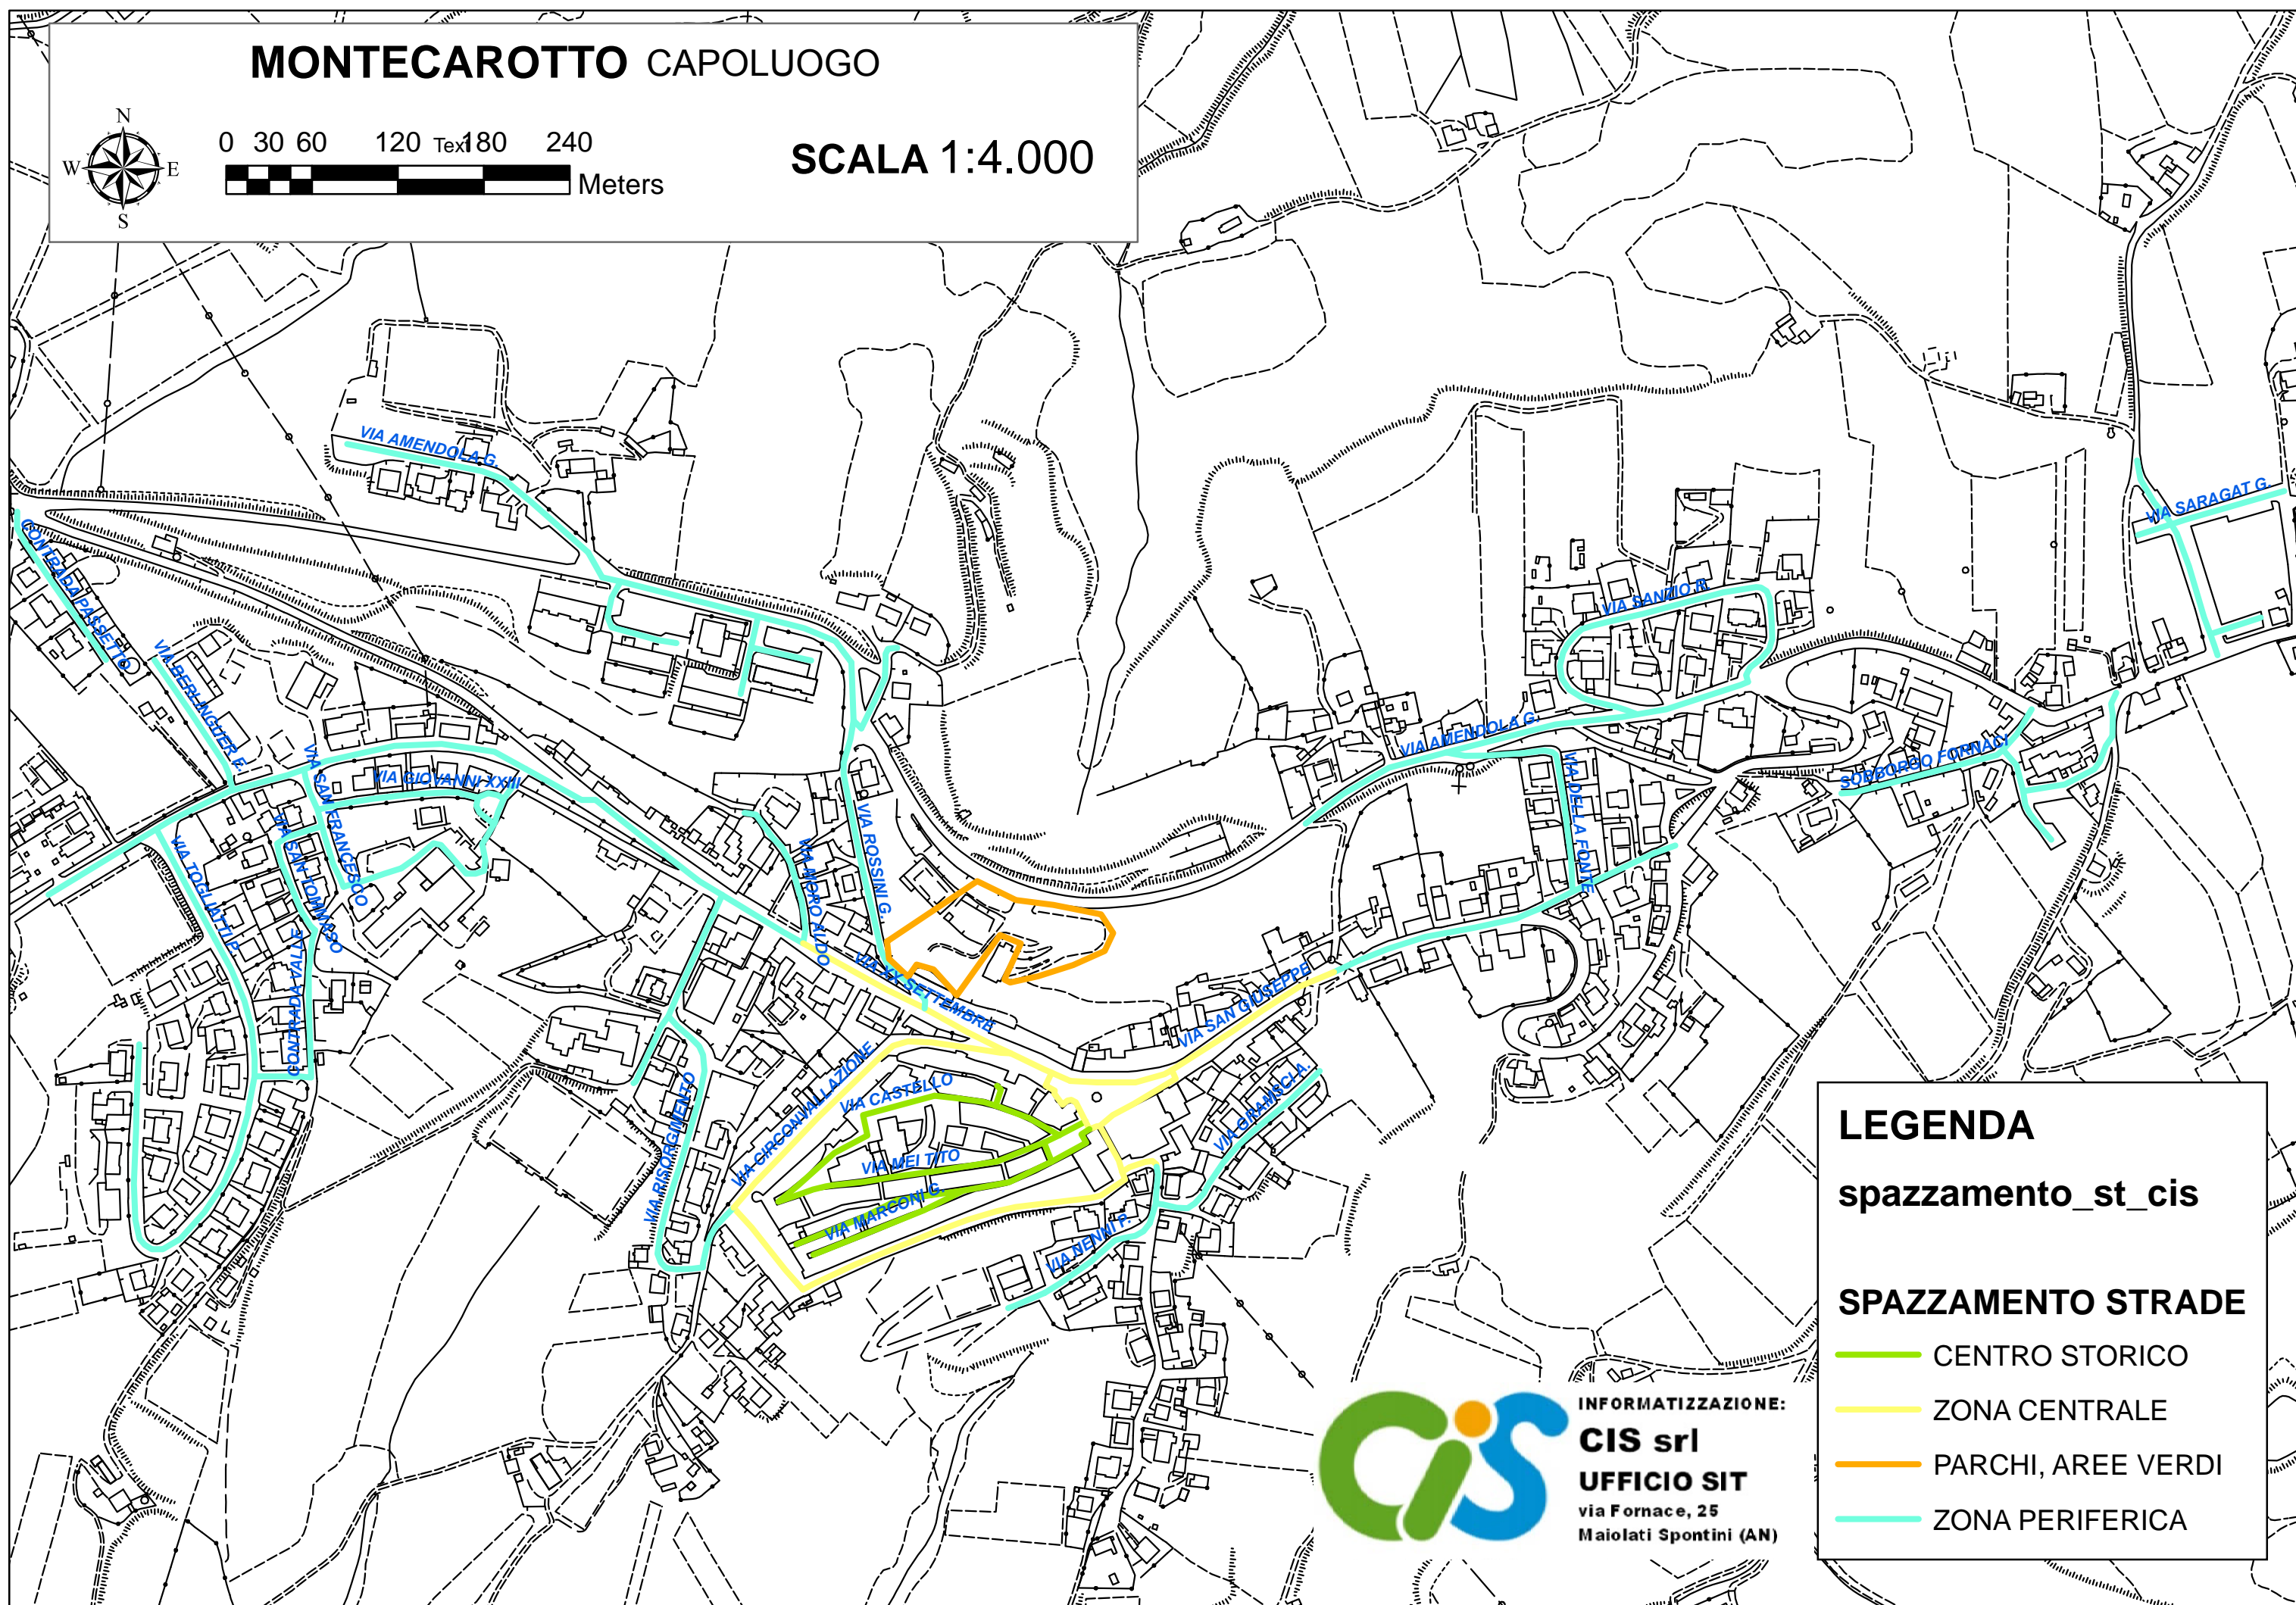 MONTECAROTTO CAPOLUOGO
N
W E
S
0 30 60 120 Text 180 240
Meters
SCALA 1:4.000
VIA AMENDOLA G.
CONTRADA PASSETTO
VIA BERLINGUER E.
VIA SAN FRANCESCO
VIA GIOVANNI XXIII
VIA SAN TOMMASO
VIA TOGLIATTI P.
CONTRADA VALLE
VIA MORO ALDO
VIA ROSSINI G.
VIA XX SETTEMBRE
VIA SAN GIUSEPPE
VIA CIRCONVALLAZIONE
VIA CASTELLO
VIA MEI TITO
VIA MARCONI G.
VIA RISORGIMENTO
VIA GRAMSCI A.
VIA NENNI P.
VIA AMENDOLA G.
VIA DELLA FONTE
VIA SANZIO R.
SOBBORGO FORNACI
VIA SARAGAT G.
LEGENDA
spazzamento_st_cis
SPAZZAMENTO STRADE
CENTRO STORICO
ZONA CENTRALE
PARCHI, AREE VERDI
ZONA PERIFERICA
CiS
INFORMATIZZAZIONE:
CIS srl
UFFICIO SIT
via Fornace, 25
Maiolati Spontini (AN)